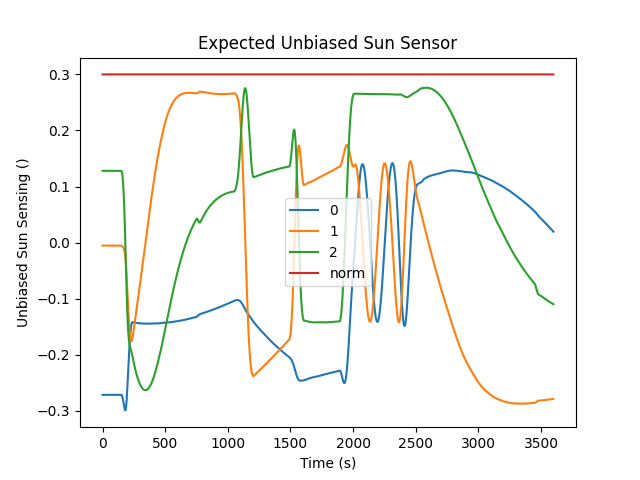 Expected Unbiased Sun Sensor
Unbiased Sun Sensing ()
0.3
0.2
0.1
0.0
−0.1
−0.2
−0.3
0
1
2
norm
0 500 1000 1500 2000 2500 3000 3500
Time (s)